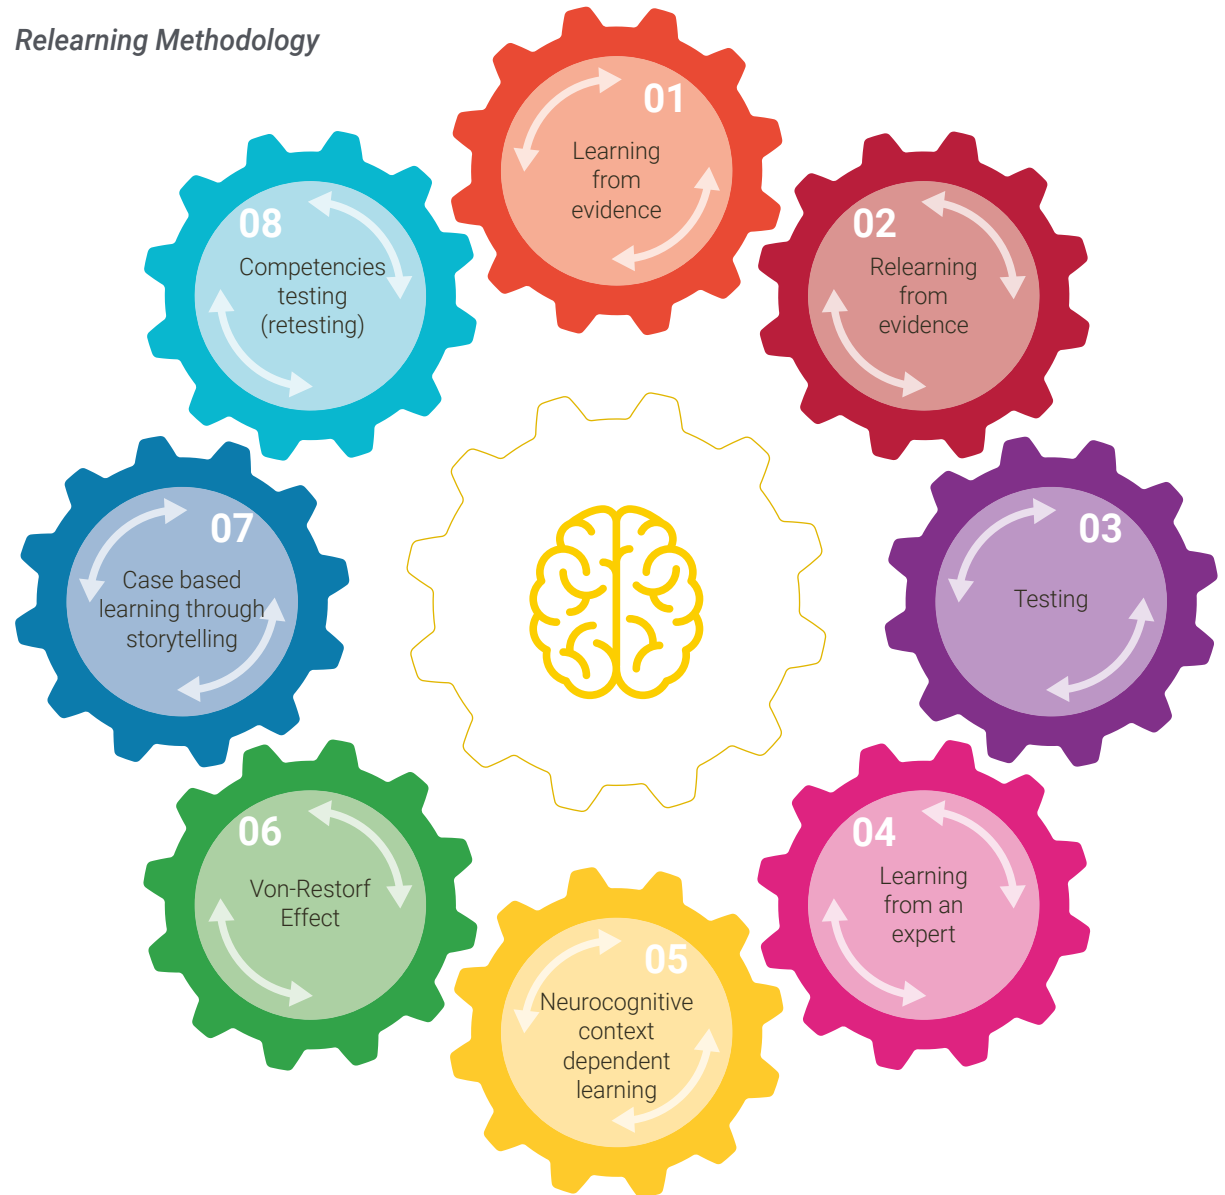 Relearning Methodology
01
Learning
from
evidence
02
Relearning
from
evidence
03
Testing
04
Learning
from an
expert
05
Neurocognitive
context
dependent
learning
06
Von-Restorf
Effect
07
Case based
learning through
storytelling
08
Competencies
testing
(retesting)